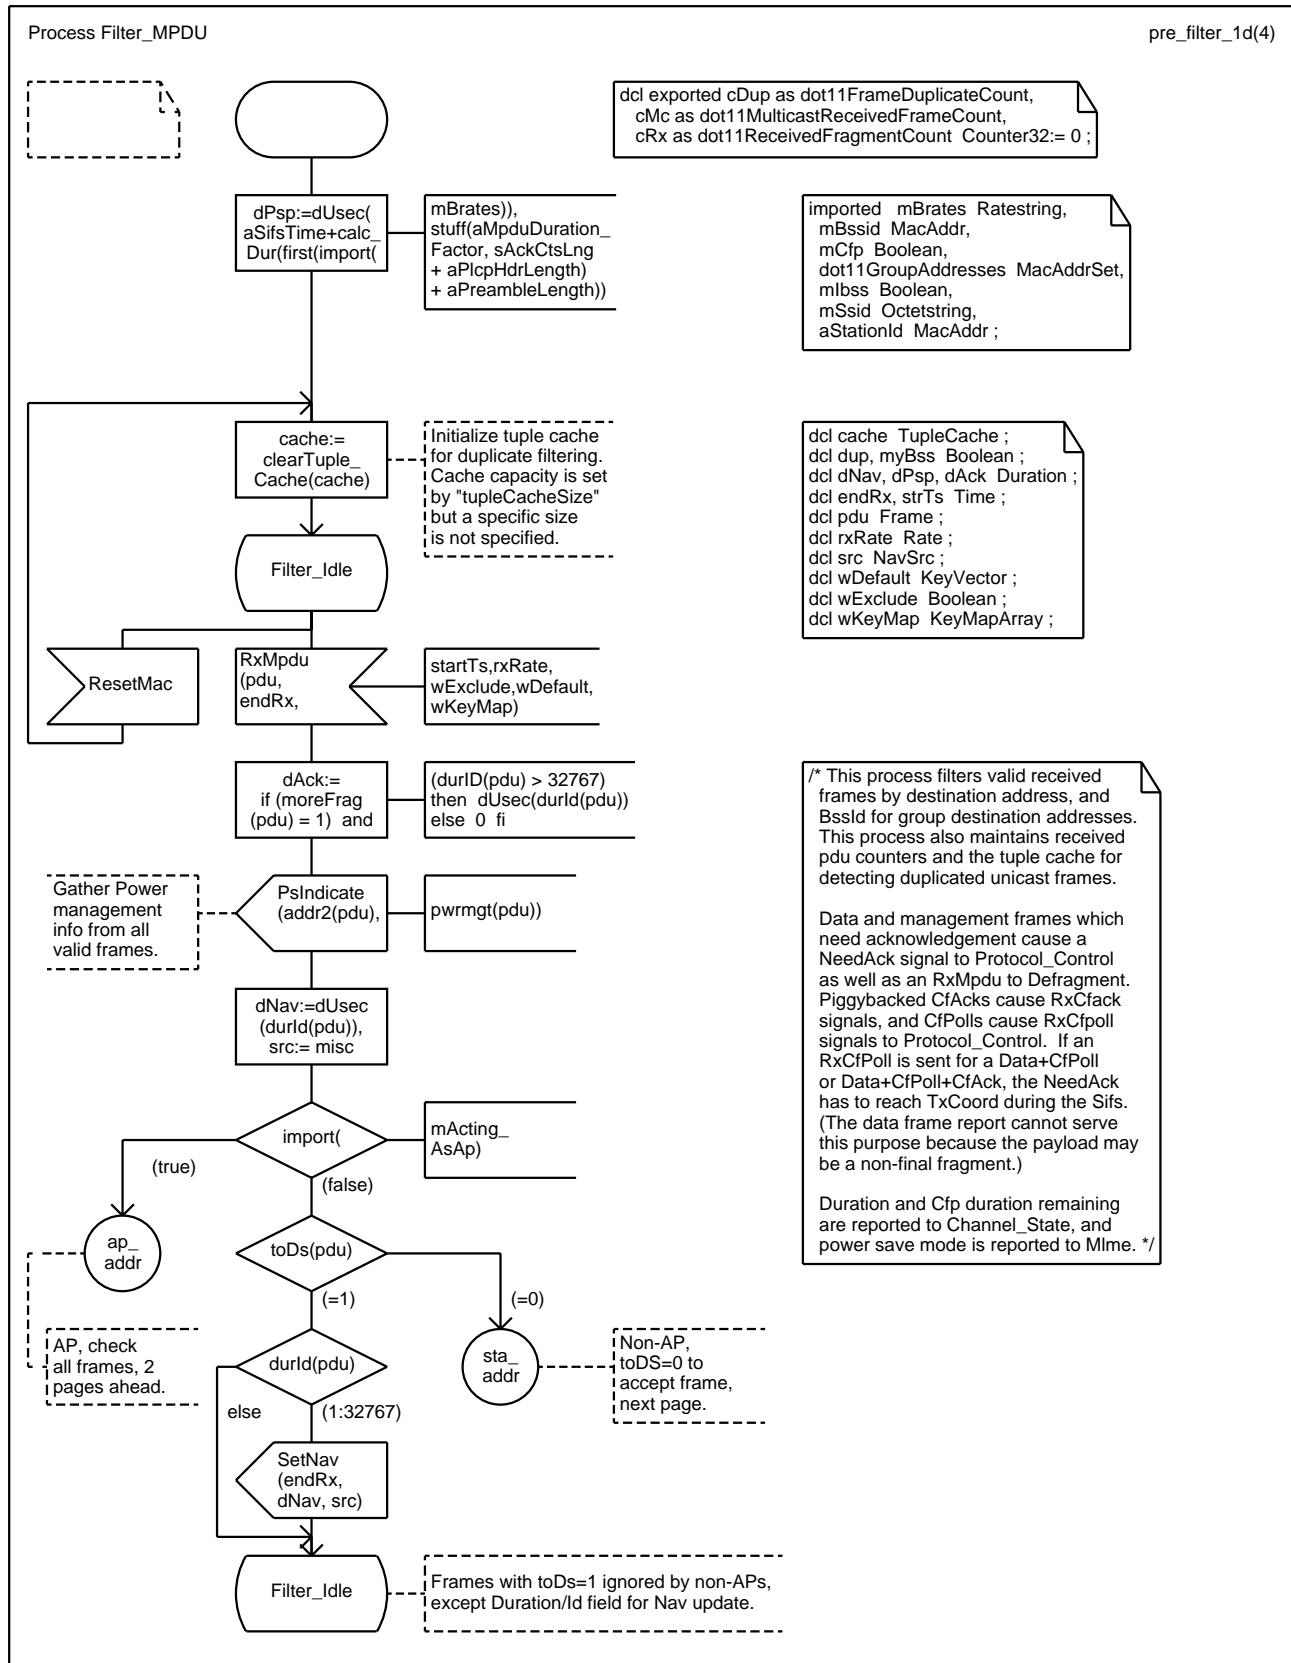 Process Filter_MPDU
pre_filter_1d(4)
dcl exported cDup as dot11FrameDuplicateCount,
cMc as dot11MulticastReceivedFrameCount,
cRx as dot11ReceivedFragmentCount Counter32:= 0 ;
dPsp:=dUsec(
aSifsTime+calc_
Dur(first(import(
mBrates)),
stuff(aMpduDuration_
Factor, sAckCtsLng
+ aPlcpHdrLength)
+ aPreambleLength))
imported mBrates Ratestring,
mBssid MacAddr,
mCfp Boolean,
dot11GroupAddresses MacAddrSet,
mIbss Boolean,
mSsid Octetstring,
aStationId MacAddr ;
cache:=
clearTuple_
Cache(cache)
Initialize tuple cache
for duplicate filtering.
Cache capacity is set
by "tupleCacheSize"
but a specific size
is not specified.
dcl cache TupleCache ;
dcl dup, myBss Boolean ;
dcl dNav, dPsp, dAck Duration ;
dcl endRx, strTs Time ;
dcl pdu Frame ;
dcl rxRate Rate ;
dcl src NavSrc ;
dcl wDefault KeyVector ;
dcl wExclude Boolean ;
dcl wKeyMap KeyMapArray ;
Filter_Idle
ResetMac
RxMpdu
(pdu,
endRx,
startTs,rxRate,
wExclude,wDefault,
wKeyMap)
dAck:=
if (moreFrag
(pdu) = 1) and
(durID(pdu) > 32767)
then dUsec(durId(pdu))
else 0 fi
/* This process filters valid received
frames by destination address, and
BssId for group destination addresses.
This process also maintains received
pdu counters and the tuple cache for
detecting duplicated unicast frames.
Data and management frames which
need acknowledgement cause a
NeedAck signal to Protocol_Control
as well as an RxMpdu to Defragment.
Piggybacked CfAcks cause RxCfack
signals, and CfPolls cause RxCfpoll
signals to Protocol_Control. If an
RxCfPoll is sent for a Data+CfPoll
or Data+CfPoll+CfAck, the NeedAck
has to reach TxCoord during the Sifs.
(The data frame report cannot serve
this purpose because the payload may
be a non-final fragment.)
Duration and Cfp duration remaining
are reported to Channel_State, and
power save mode is reported to Mlme. */
Gather Power
management
info from all
valid frames.
PsIndicate
(addr2(pdu),
pwrmgt(pdu))
dNav:=dUsec
(durId(pdu)),
src:= misc
import(
mActing_
AsAp)
(true)
(false)
ap_
addr
toDs(pdu)
(=1)
(=0)
AP, check
all frames, 2
pages ahead.
durId(pdu)
sta_
addr
Non-AP,
toDS=0 to
accept frame,
next page.
else
(1:32767)
SetNav
(endRx,
dNav, src)
Filter_Idle
Frames with toDs=1 ignored by non-APs,
except Duration/Id field for Nav update.